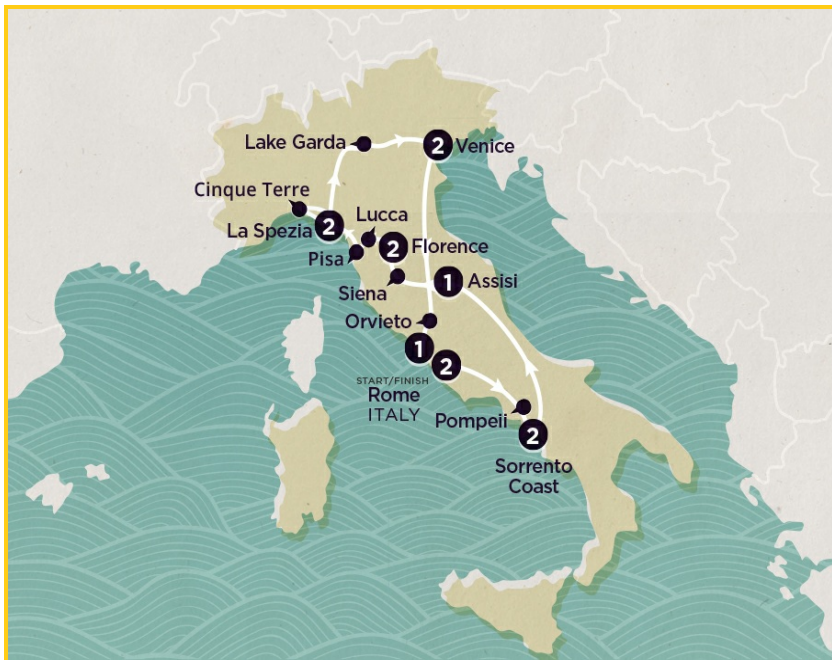 Lake Garda
2
Venice
Cinque Terre
Lucca
La Spezia
2
2
Florence
Pisa
1
Assisi
Siena
Orvieto
1
2
START/FINISH
Rome
ITALY
Pompeii
2
Sorrento
Coast